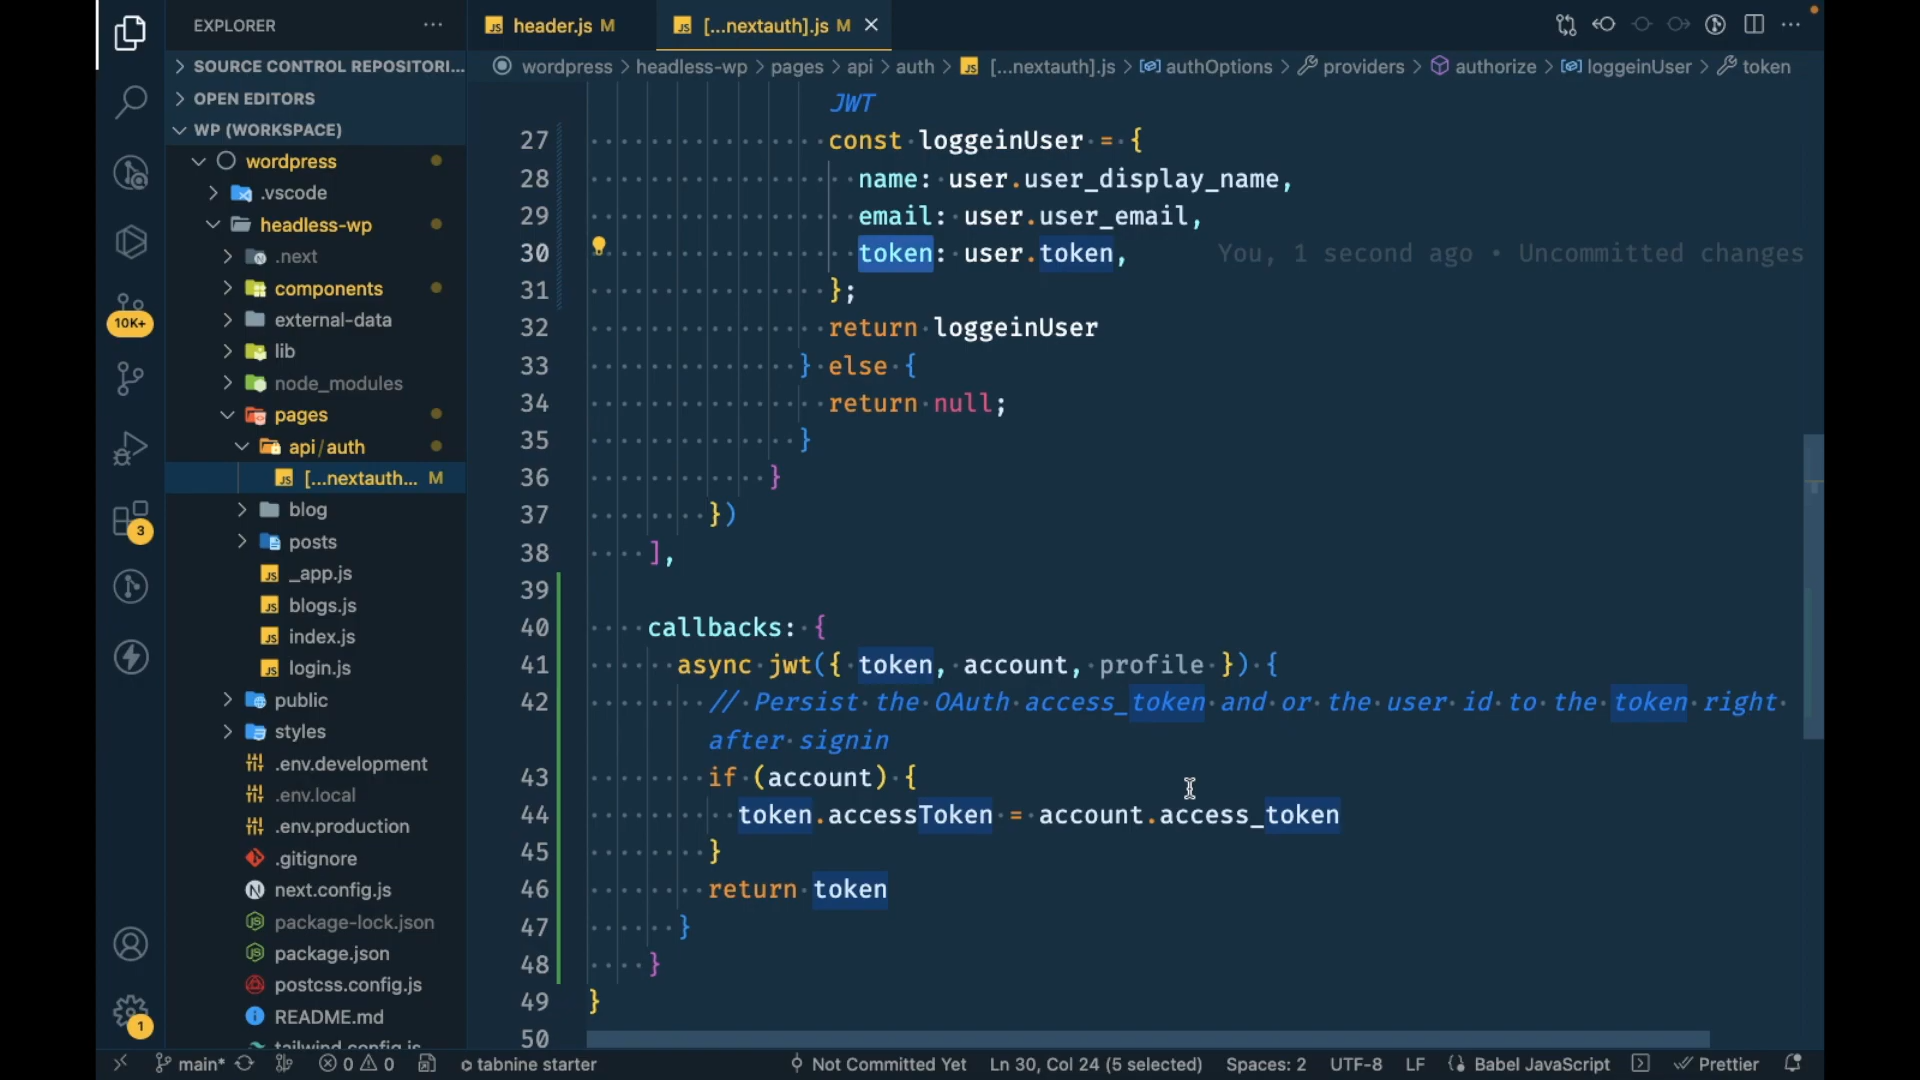 EXPLORER
SOURCE CONTROL REPOSITORI...
OPEN EDITORS
WP (WORKSPACE)
wordpress
.vscode
headless-wp
.next
components
external-data
lib
node_modules
pages
api/auth
[...nextauth... M
blog
posts
_app.js
blogs.js
index.js
login.js
public
styles
.env.development
.env.local
.env.production
.gitignore
next.config.js
package-lock.json
package.json
postcss.config.js
README.md
tailwind.config.js
10K+
3
1
header.js M
[...nextauth].js M
wordpress > headless-wp > pages > api > auth > [...nextauth].js > authOptions > providers > authorize > loggeinUser > token
JWT
27 const loggeinUser = {
28 name: user.user_display_name,
29 email: user.user_email,
30 token: user.token, You, 1 second ago • Uncommitted changes
31 };
32 return loggeinUser
33 } else {
34 return null;
35 }
36 }
37 })
38 ],
39
40 callbacks: {
41 async jwt({ token, account, profile }) {
42 // Persist the OAuth access_token and or the user id to the token right
after signin
43 if (account) {
44 token.accessToken = account.access_token
45 }
46 return token
47 }
48 }
49 }
50
main* 0 0 tabnine starter Not Committed Yet Ln 30, Col 24 (5 selected) Spaces: 2 UTF-8 LF Babel JavaScript Prettier